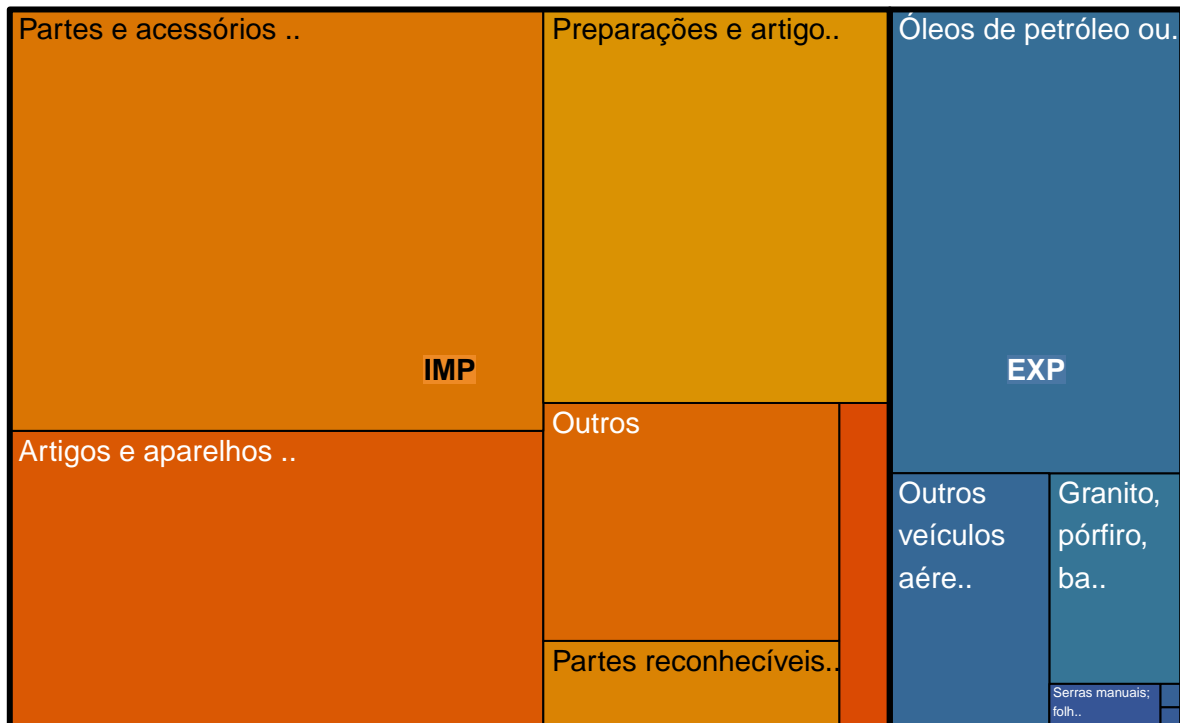 Partes e acessórios ..
Preparações e artigo..
Óleos de petróleo ou.
IMP
EXP
Artigos e aparelhos ..
Outros
Partes reconhecíveis..
Outros
veículos
aére..
Granito,
pórfiro,
ba..
Serras manuais;
folh..